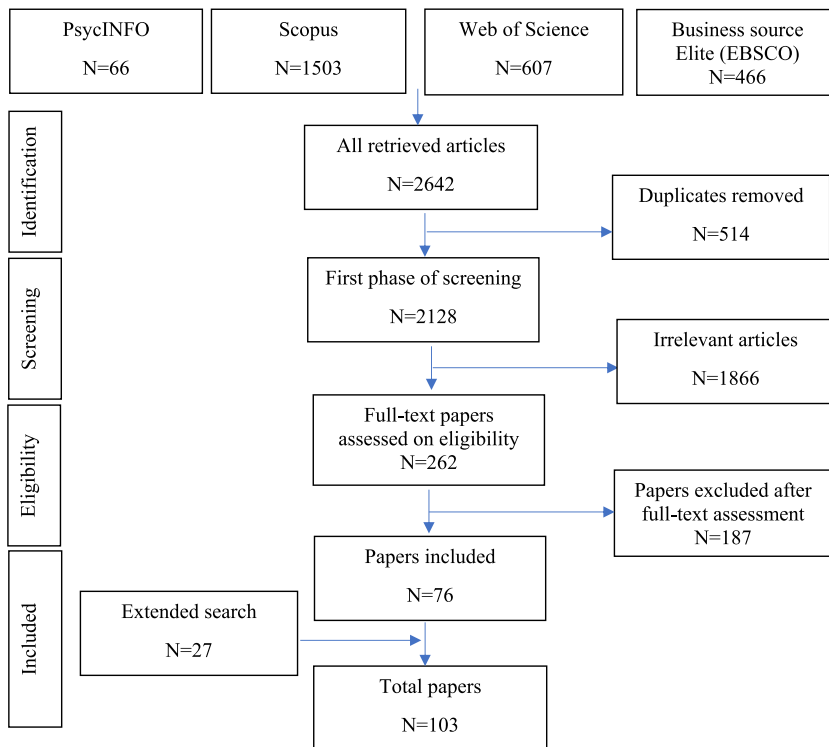 PsycINFO
N=66
Scopus
N=1503
Web of Science
N=607
Business source
Elite (EBSCO)
N=466
Identification
All retrieved articles
N=2642
Duplicates removed
N=514
Screening
First phase of screening
N=2128
Irrelevant articles
N=1866
Eligibility
Full-text papers
assessed on eligibility
N=262
Papers excluded after
full-text assessment
N=187
Included
Papers included
N=76
Extended search
N=27
Total papers
N=103